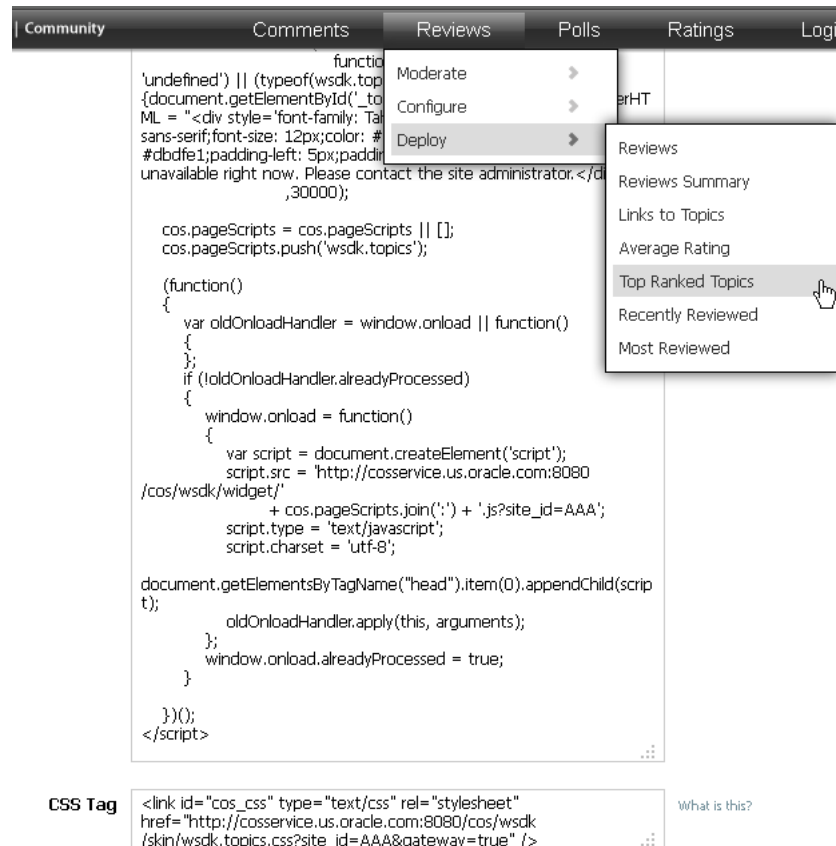 | Community
Comments
Reviews
Polls
Ratings
Logi
Moderate
Configure
Deploy
Reviews
Reviews Summary
Links to Topics
Average Rating
Top Ranked Topics
Recently Reviewed
Most Reviewed
functio
'undefined') || (typeof(wsdk.top
{document.getElementById('_to erHT
ML = "<div style='font-family: Tah
sans-serif;font-size: 12px;color: #
#dbdfe1;padding-left: 5px;paddin
unavailable right now. Please contact the site administrator.</di
,30000);
cos.pageScripts = cos.pageScripts || [];
cos.pageScripts.push('wsdk.topics');
(function()
{
var oldOnloadHandler = window.onload || function()
{
};
if (!oldOnloadHandler.alreadyProcessed)
{
window.onload = function()
{
var script = document.createElement('script');
script.src = 'http://cosservice.us.oracle.com:8080
/cos/wsdk/widget/'
+ cos.pageScripts.join(':') + '.js?site_id=AAA';
script.type = 'text/javascript';
script.charset = 'utf-8';
document.getElementsByTagName("head").item(0).appendChild(scrip
t);
oldOnloadHandler.apply(this, arguments);
};
window.onload.alreadyProcessed = true;
}
})();
</script>
CSS Tag
<link id="cos_css" type="text/css" rel="stylesheet"
href="http://cosservice.us.oracle.com:8080/cos/wsdk
/skin/wsdk.topics.css?site_id=AAA&gateway=true" />
What is this?